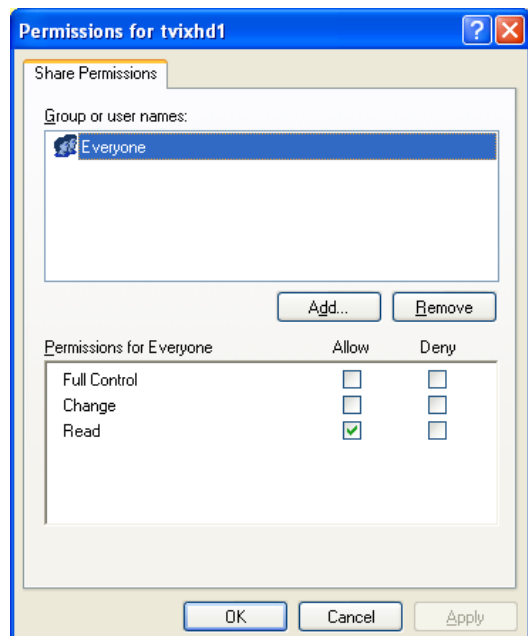 Permissions for tvixhd1
Share Permissions
Group or user names:
Everyone
Add... Remove
Permissions for Everyone Allow Deny
Full Control
Change
Read
OK Cancel Apply